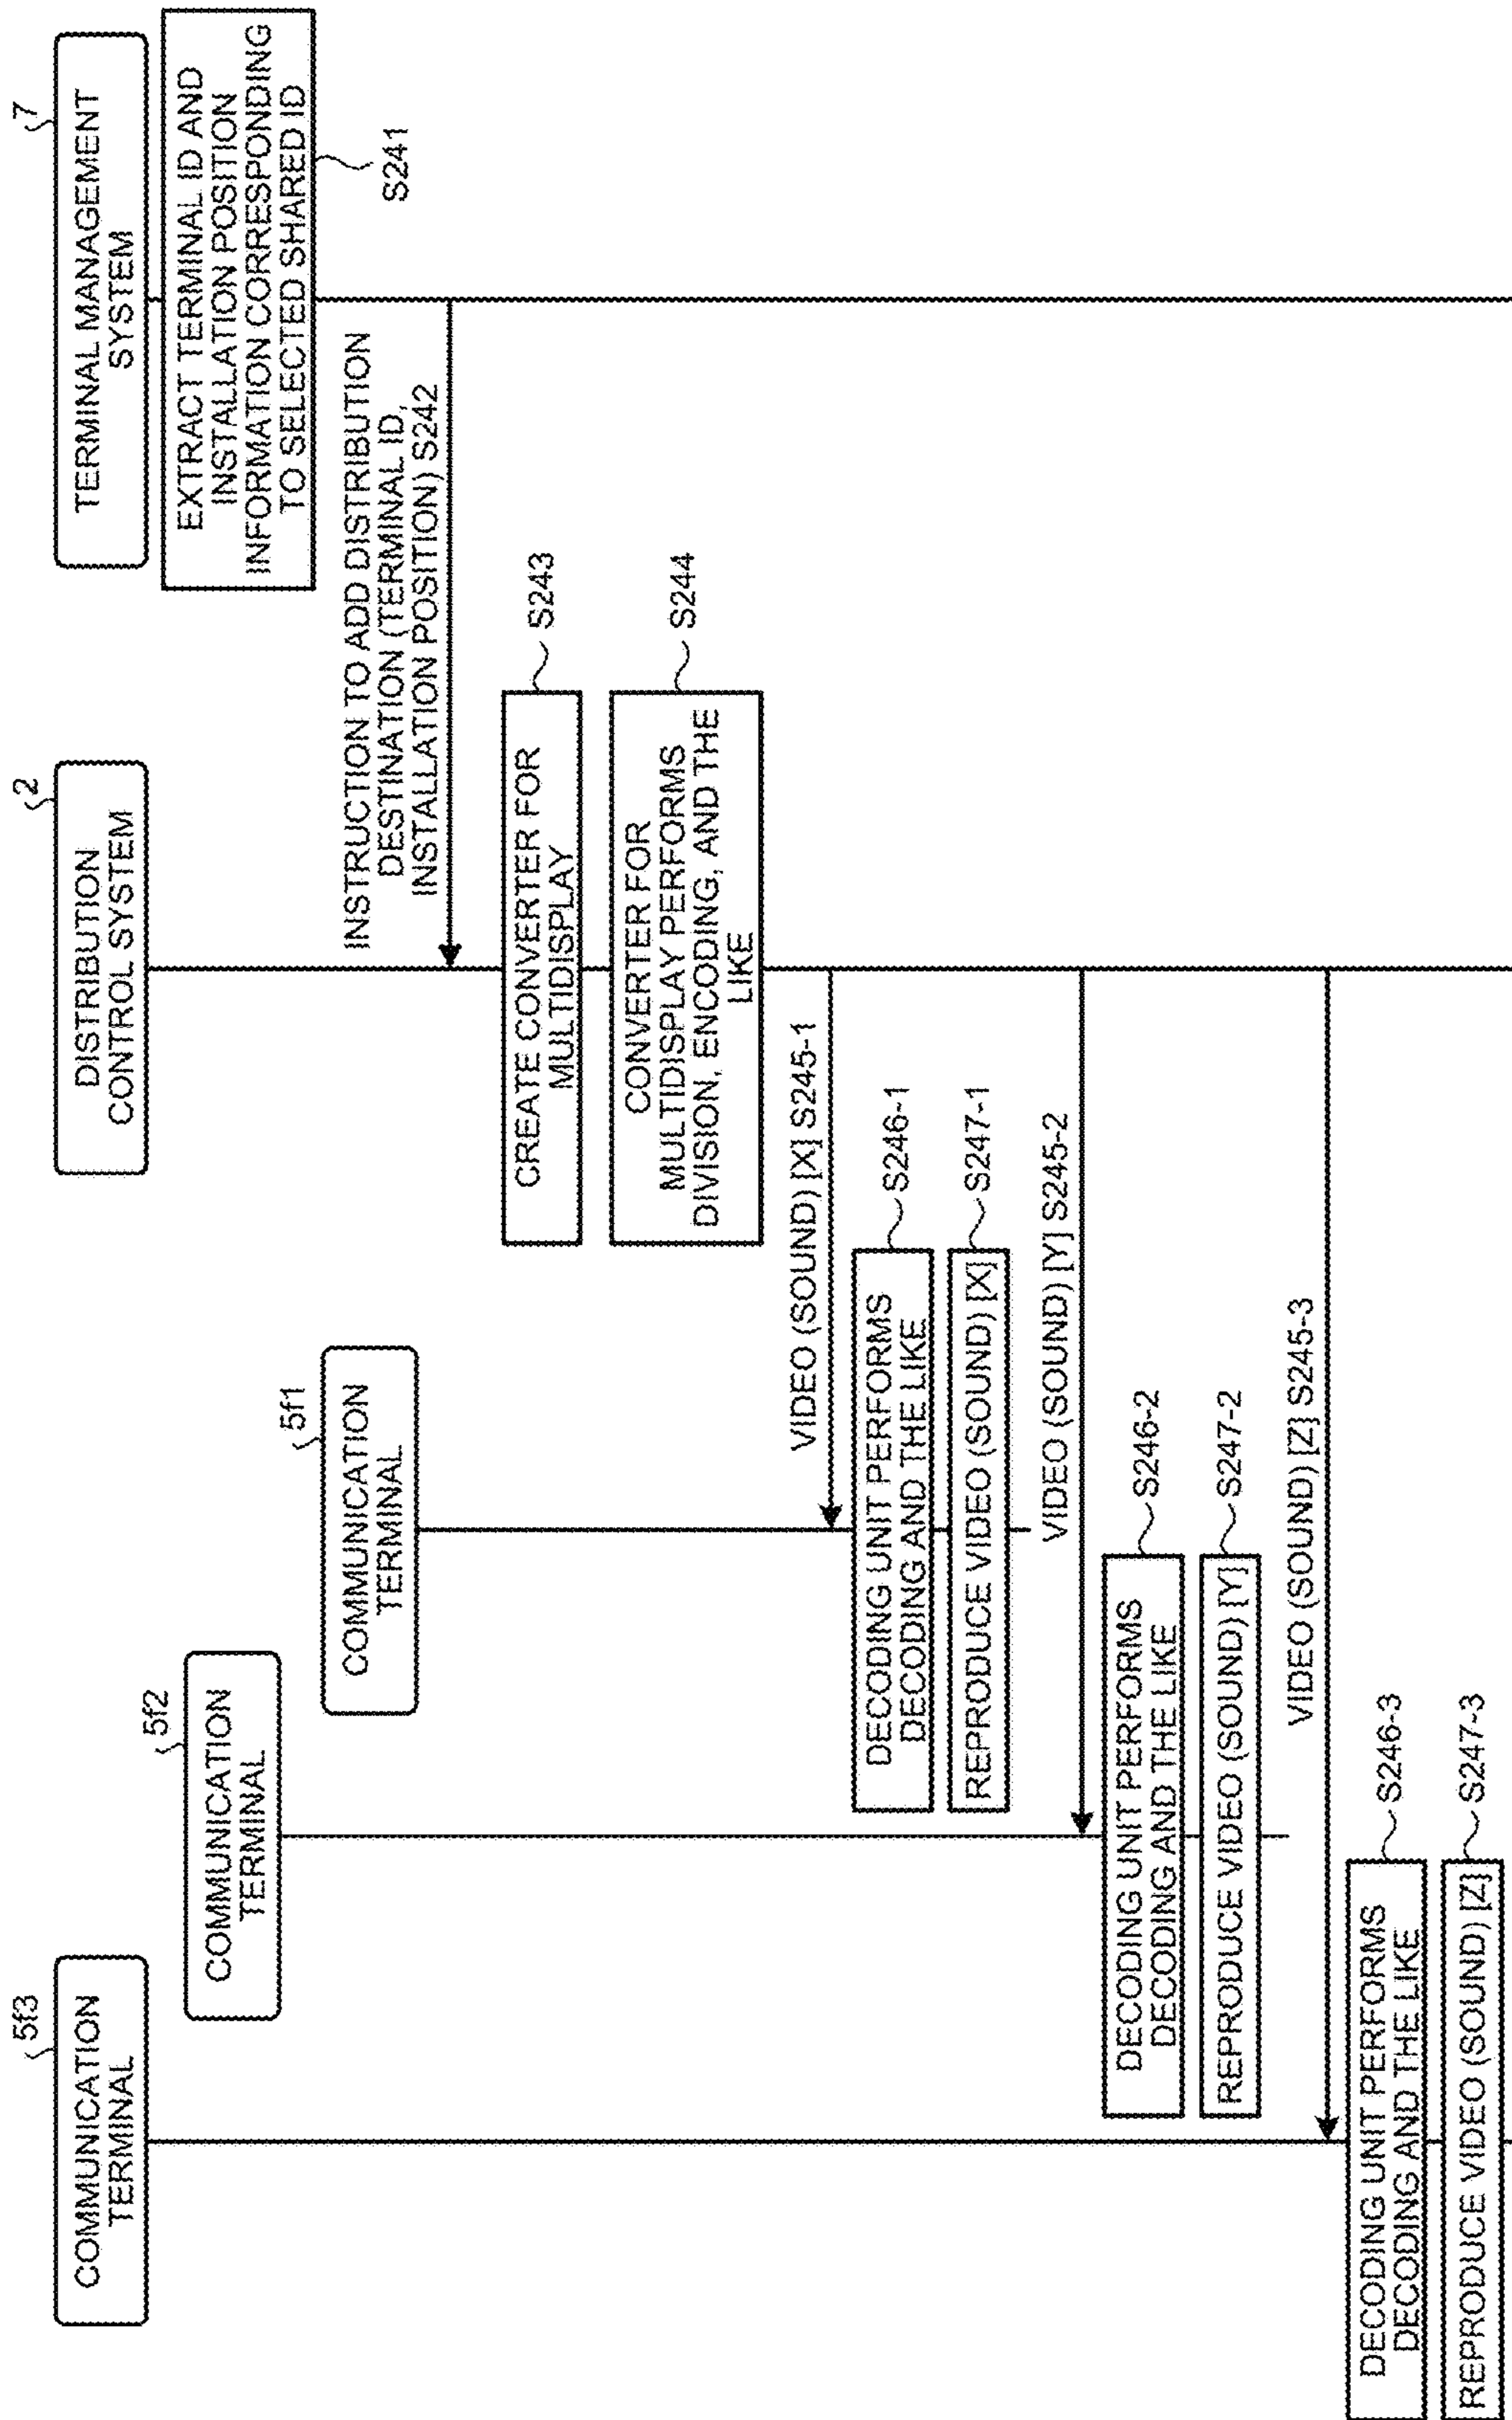 5f3
COMMUNICATION
TERMINAL
5f2
COMMUNICATION
TERMINAL
5f1
COMMUNICATION
TERMINAL
2
DISTRIBUTION
CONTROL SYSTEM
7
TERMINAL MANAGEMENT
SYSTEM
EXTRACT TERMINAL ID AND
INSTALLATION POSITION
INFORMATION CORRESPONDING
TO SELECTED SHARED ID
S241
INSTRUCTION TO ADD DISTRIBUTION
DESTINATION (TERMINAL ID,
INSTALLATION POSITION) S242
CREATE CONVERTER FOR
MULTIDISPLAY
S243
CONVERTER FOR
MULTIDISPLAY PERFORMS
DIVISION, ENCODING, AND THE
LIKE
S244
VIDEO (SOUND) [X] S245-1
DECODING UNIT PERFORMS
DECODING AND THE LIKE
S246-1
REPRODUCE VIDEO (SOUND) [X]
S247-1
VIDEO (SOUND) [Y] S245-2
DECODING UNIT PERFORMS
DECODING AND THE LIKE
S246-2
REPRODUCE VIDEO (SOUND) [Y]
S247-2
VIDEO (SOUND) [Z] S245-3
DECODING UNIT PERFORMS
DECODING AND THE LIKE
S246-3
REPRODUCE VIDEO (SOUND) [Z]
S247-3